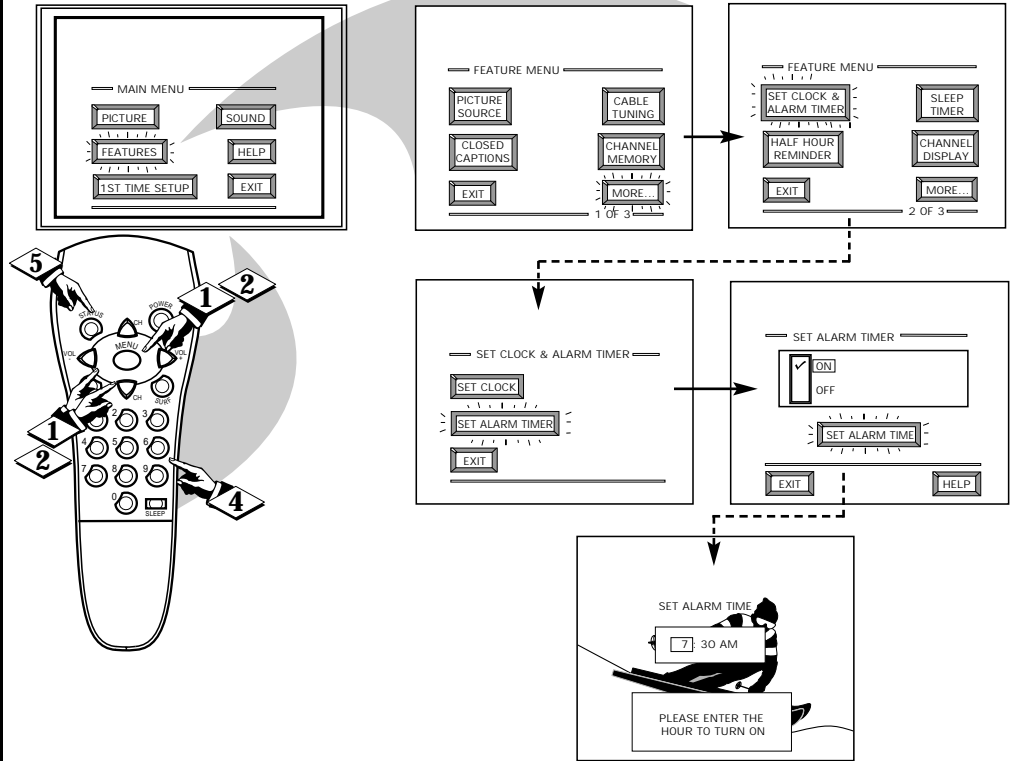 MAIN MENU
PICTURE
SOUND
FEATURES
HELP
1ST TIME SETUP
EXIT
FEATURE MENU
PICTURE
SOURCE
CABLE
TUNING
CLOSED
CAPTIONS
CHANNEL
MEMORY
EXIT
MORE...
1 OF 3
FEATURE MENU
SET CLOCK &
ALARM TIMER
SLEEP
TIMER
HALF HOUR
REMINDER
CHANNEL
DISPLAY
EXIT
MORE...
2 OF 3
5
1
2
STATUS
POWER
CH
MENU
VOL
-
VOL
+
CH
SURF
1
2
2
3
4
5
6
7
8
9
0
SLEEP
4
SET CLOCK & ALARM TIMER
SET CLOCK
SET ALARM TIMER
EXIT
SET ALARM TIMER
✓ ON
OFF
SET ALARM TIME
EXIT
HELP
SET ALARM TIME
7 : 30 AM
PLEASE ENTER THE
HOUR TO TURN ON